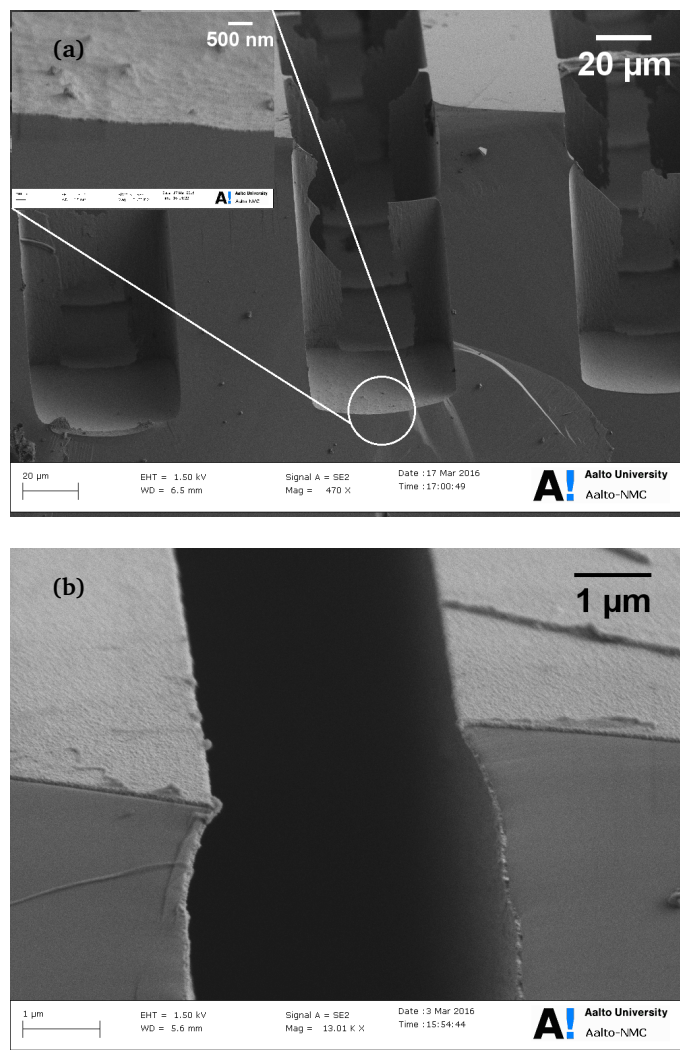 (a)
500 nm
20 µm
A! Aalto University
Aalto-NMC
20 µm
EHT = 1.50 kV
WD = 6.5 mm
Signal A = SE2
Mag = 470 X
Date :17 Mar 2016
Time :17:00:49
A! Aalto University
Aalto-NMC
(b)
1 µm
1 µm
EHT = 1.50 kV
WD = 5.6 mm
Signal A = SE2
Mag = 13.01 K X
Date :3 Mar 2016
Time :15:54:44
A! Aalto University
Aalto-NMC